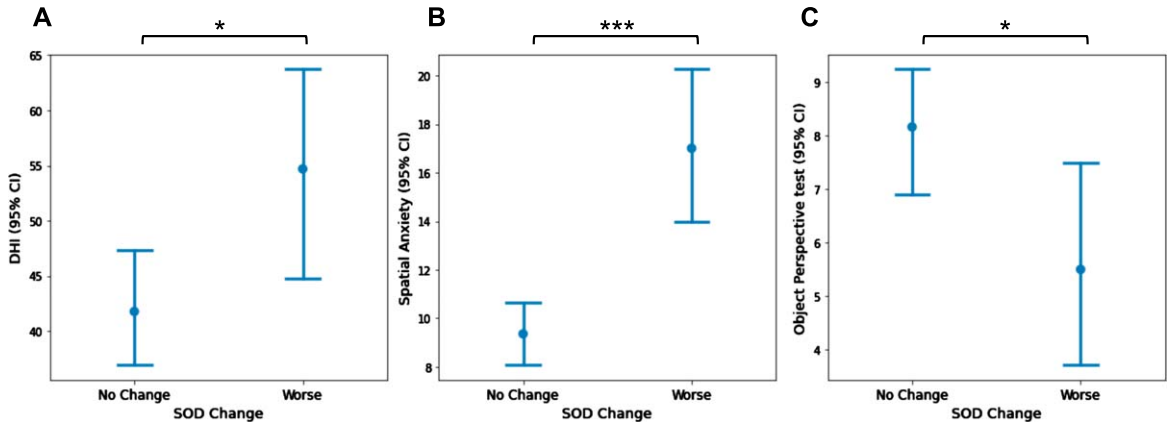 A
*
65
60
55
50
45
40
DHI (95% CI)
No Change
Worse
SOD Change
B
***
20
18
16
14
12
10
8
Spatial Anxiety (95% CI)
No Change
Worse
SOD Change
C
*
9
8
7
6
5
4
Object Perspective test (95% CI)
No Change
Worse
SOD Change